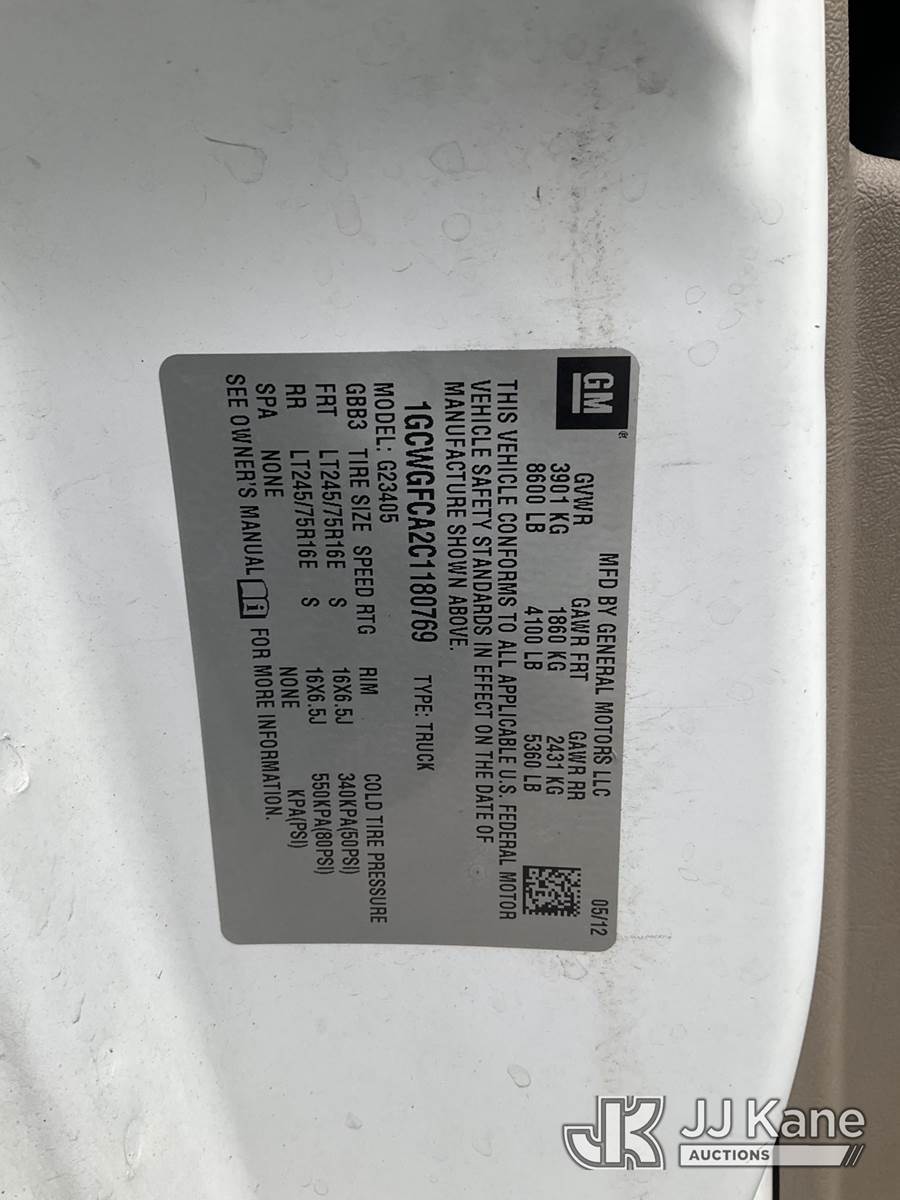 GM®
MFD BY GENERAL MOTORS LLC 05/12
GVWR GAWR FRT GAWR RR
3901 KG 1860 KG 2431 KG
8600 LB 4100 LB 5360 LB
THIS VEHICLE CONFORMS TO ALL APPLICABLE U.S. FEDERAL MOTOR
VEHICLE SAFETY STANDARDS IN EFFECT ON THE DATE OF
MANUFACTURE SHOWN ABOVE.
1GCWGFCA2C1180769 TYPE: TRUCK
MODEL: G23405
GBB3 TIRE SIZE SPEED RTG RIM COLD TIRE PRESSURE
FRT LT245/75R16E S 16X6.5J 340KPA(50PSI)
RR LT245/75R16E S 16X6.5J 550KPA(80PSI)
SPA NONE NONE KPA(PSI)
SEE OWNER'S MANUAL FOR MORE INFORMATION.
JK JJ Kane
AUCTIONS